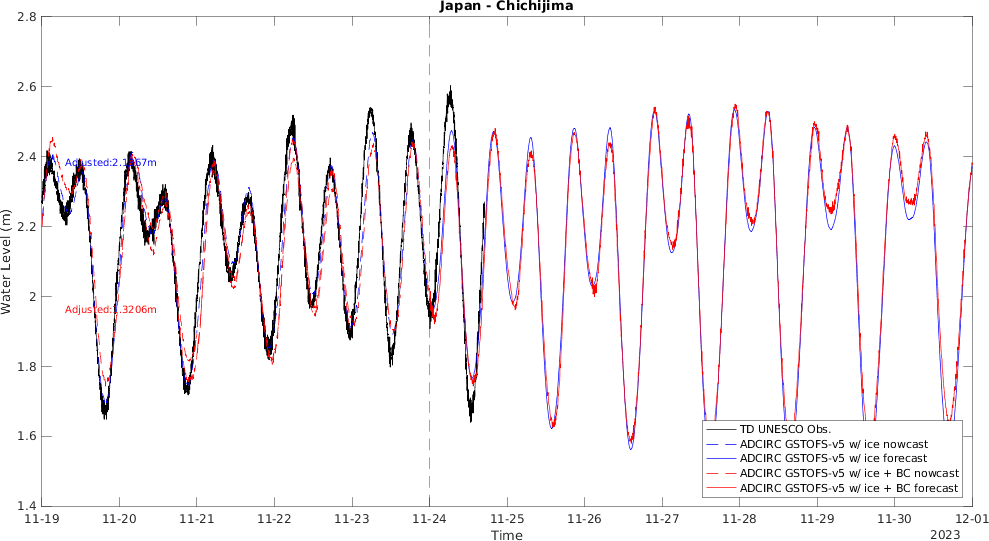 Japan - Chichijima
2.8
2.6
2.4
2.2
2
1.8
1.6
1.4
Water Level (m)
Adjusted:2.1
67m
Adjusted:
.3206m
TD UNESCO Obs.
ADCIRC GSTOFS-v5 w/ ice nowcast
ADCIRC GSTOFS-v5 w/ ice forecast
ADCIRC GSTOFS-v5 w/ ice + BC nowcast
ADCIRC GSTOFS-v5 w/ ice + BC forecast
11-19 11-20 11-21 11-22 11-23 11-24 11-25 11-26 11-27 11-28 11-29 11-30 12-01
Time
2023